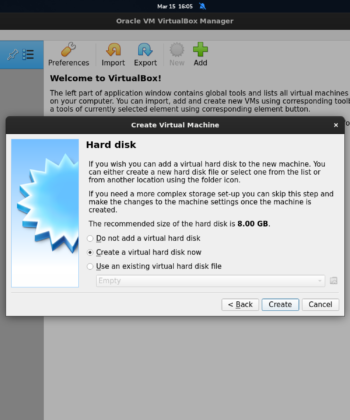 Mar 15 16:05
Oracle VM VirtualBox Manager
Preferences Import Export New Add
Welcome to VirtualBox!
The left part of application window contains global tools and lists all virtual machines
on your computer. You can import, add and create new VMs using corresponding tool
a tools of currently selected element using corresponding element button.
Create Virtual Machine
Hard disk
If you wish you can add a virtual hard disk to the new machine. You
can either create a new hard disk file or select one from the list or
from another location using the folder icon.
If you need a more complex storage set-up you can skip this step and
make the changes to the machine settings once the machine is
created.
The recommended size of the hard disk is 8.00 GB.
Do not add a virtual hard disk
Create a virtual hard disk now
Use an existing virtual hard disk file
Empty
< Back Create Cancel